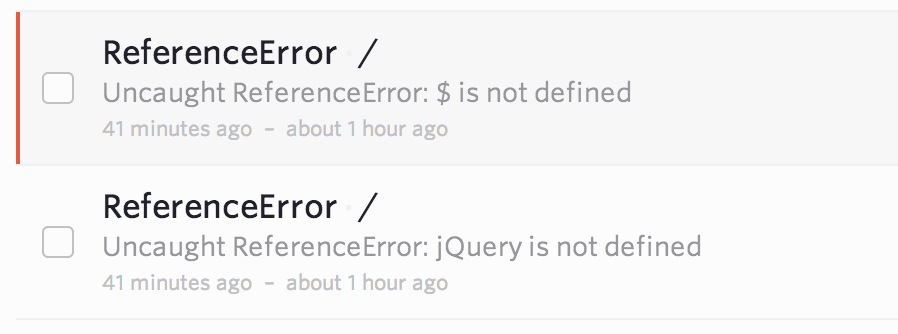 ReferenceError · /
Uncaught ReferenceError: $ is not defined
41 minutes ago – about 1 hour ago
ReferenceError · /
Uncaught ReferenceError: jQuery is not defined
41 minutes ago – about 1 hour ago